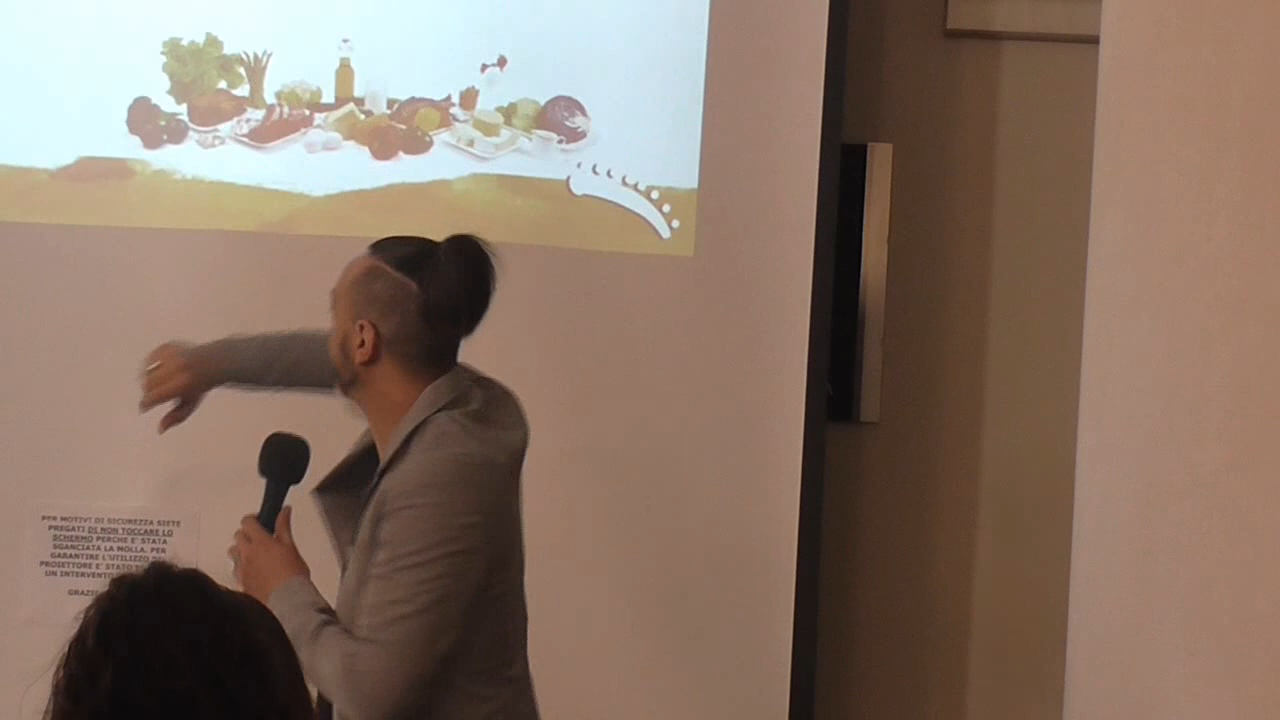 PER MOTIVI DI SICUREZZA SIETE
PREGATI DI NON TOCCARE LO
SCHERMO PERCHE E' STATA
SGANCIATA LA MOLLA. PER
GARANTIRE L'UTILIZZO
PROIETTORE E' STATO
UN INTERVENTO